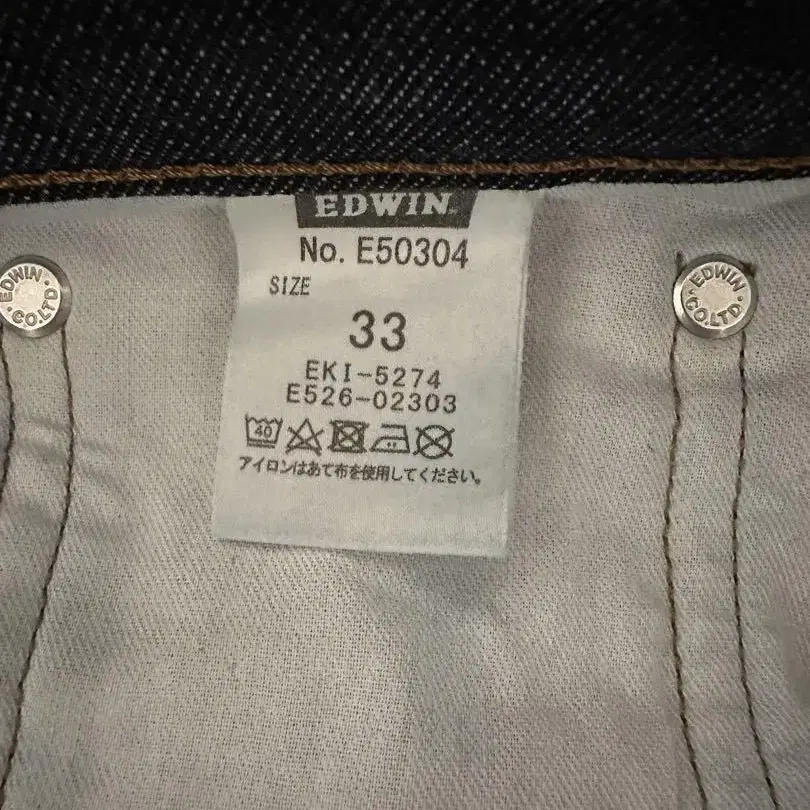 EDWIN
No. E50304
SIZE
33
EKI-5274
E526-02303
40
アイロンはあて布を使用してください。
EDWIN
CO.LTD.
EDWIN
CO.LTD.